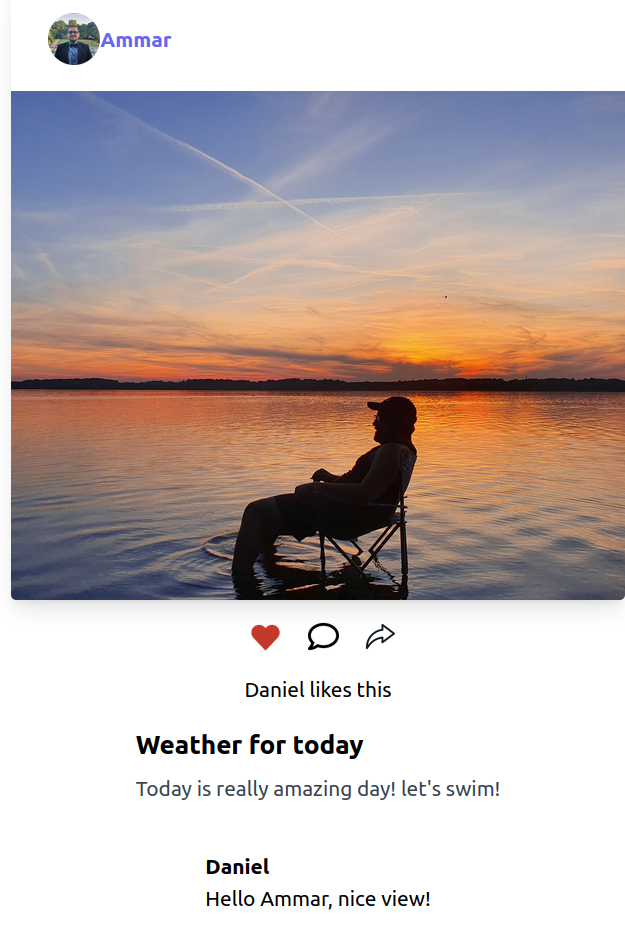 Ammar
Daniel likes this
Weather for today
Today is really amazing day! let's swim!
Daniel
Hello Ammar, nice view!